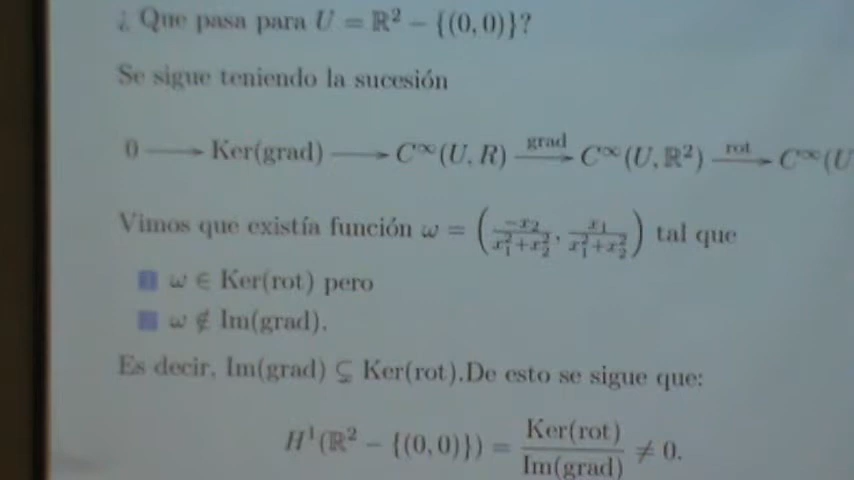 ¿ Que pasa para U = ℝ² − {(0,0)}?
Se sigue teniendo la sucesión
0 ⟶ Ker(grad) ⟶ C^∞(U, R) —grad→ C^∞(U, ℝ²) —rot→ C^∞(U
Vimos que existía función ω = (−x₂/(x₁²+x₂²), x₁/(x₁²+x₂²)) tal que
ω ∈ Ker(rot) pero
ω ∉ Im(grad).
Es decir, Im(grad) ⊊ Ker(rot).De esto se sigue que:
H¹(ℝ² − {(0,0)}) = Ker(rot)/Im(grad) ≠ 0.